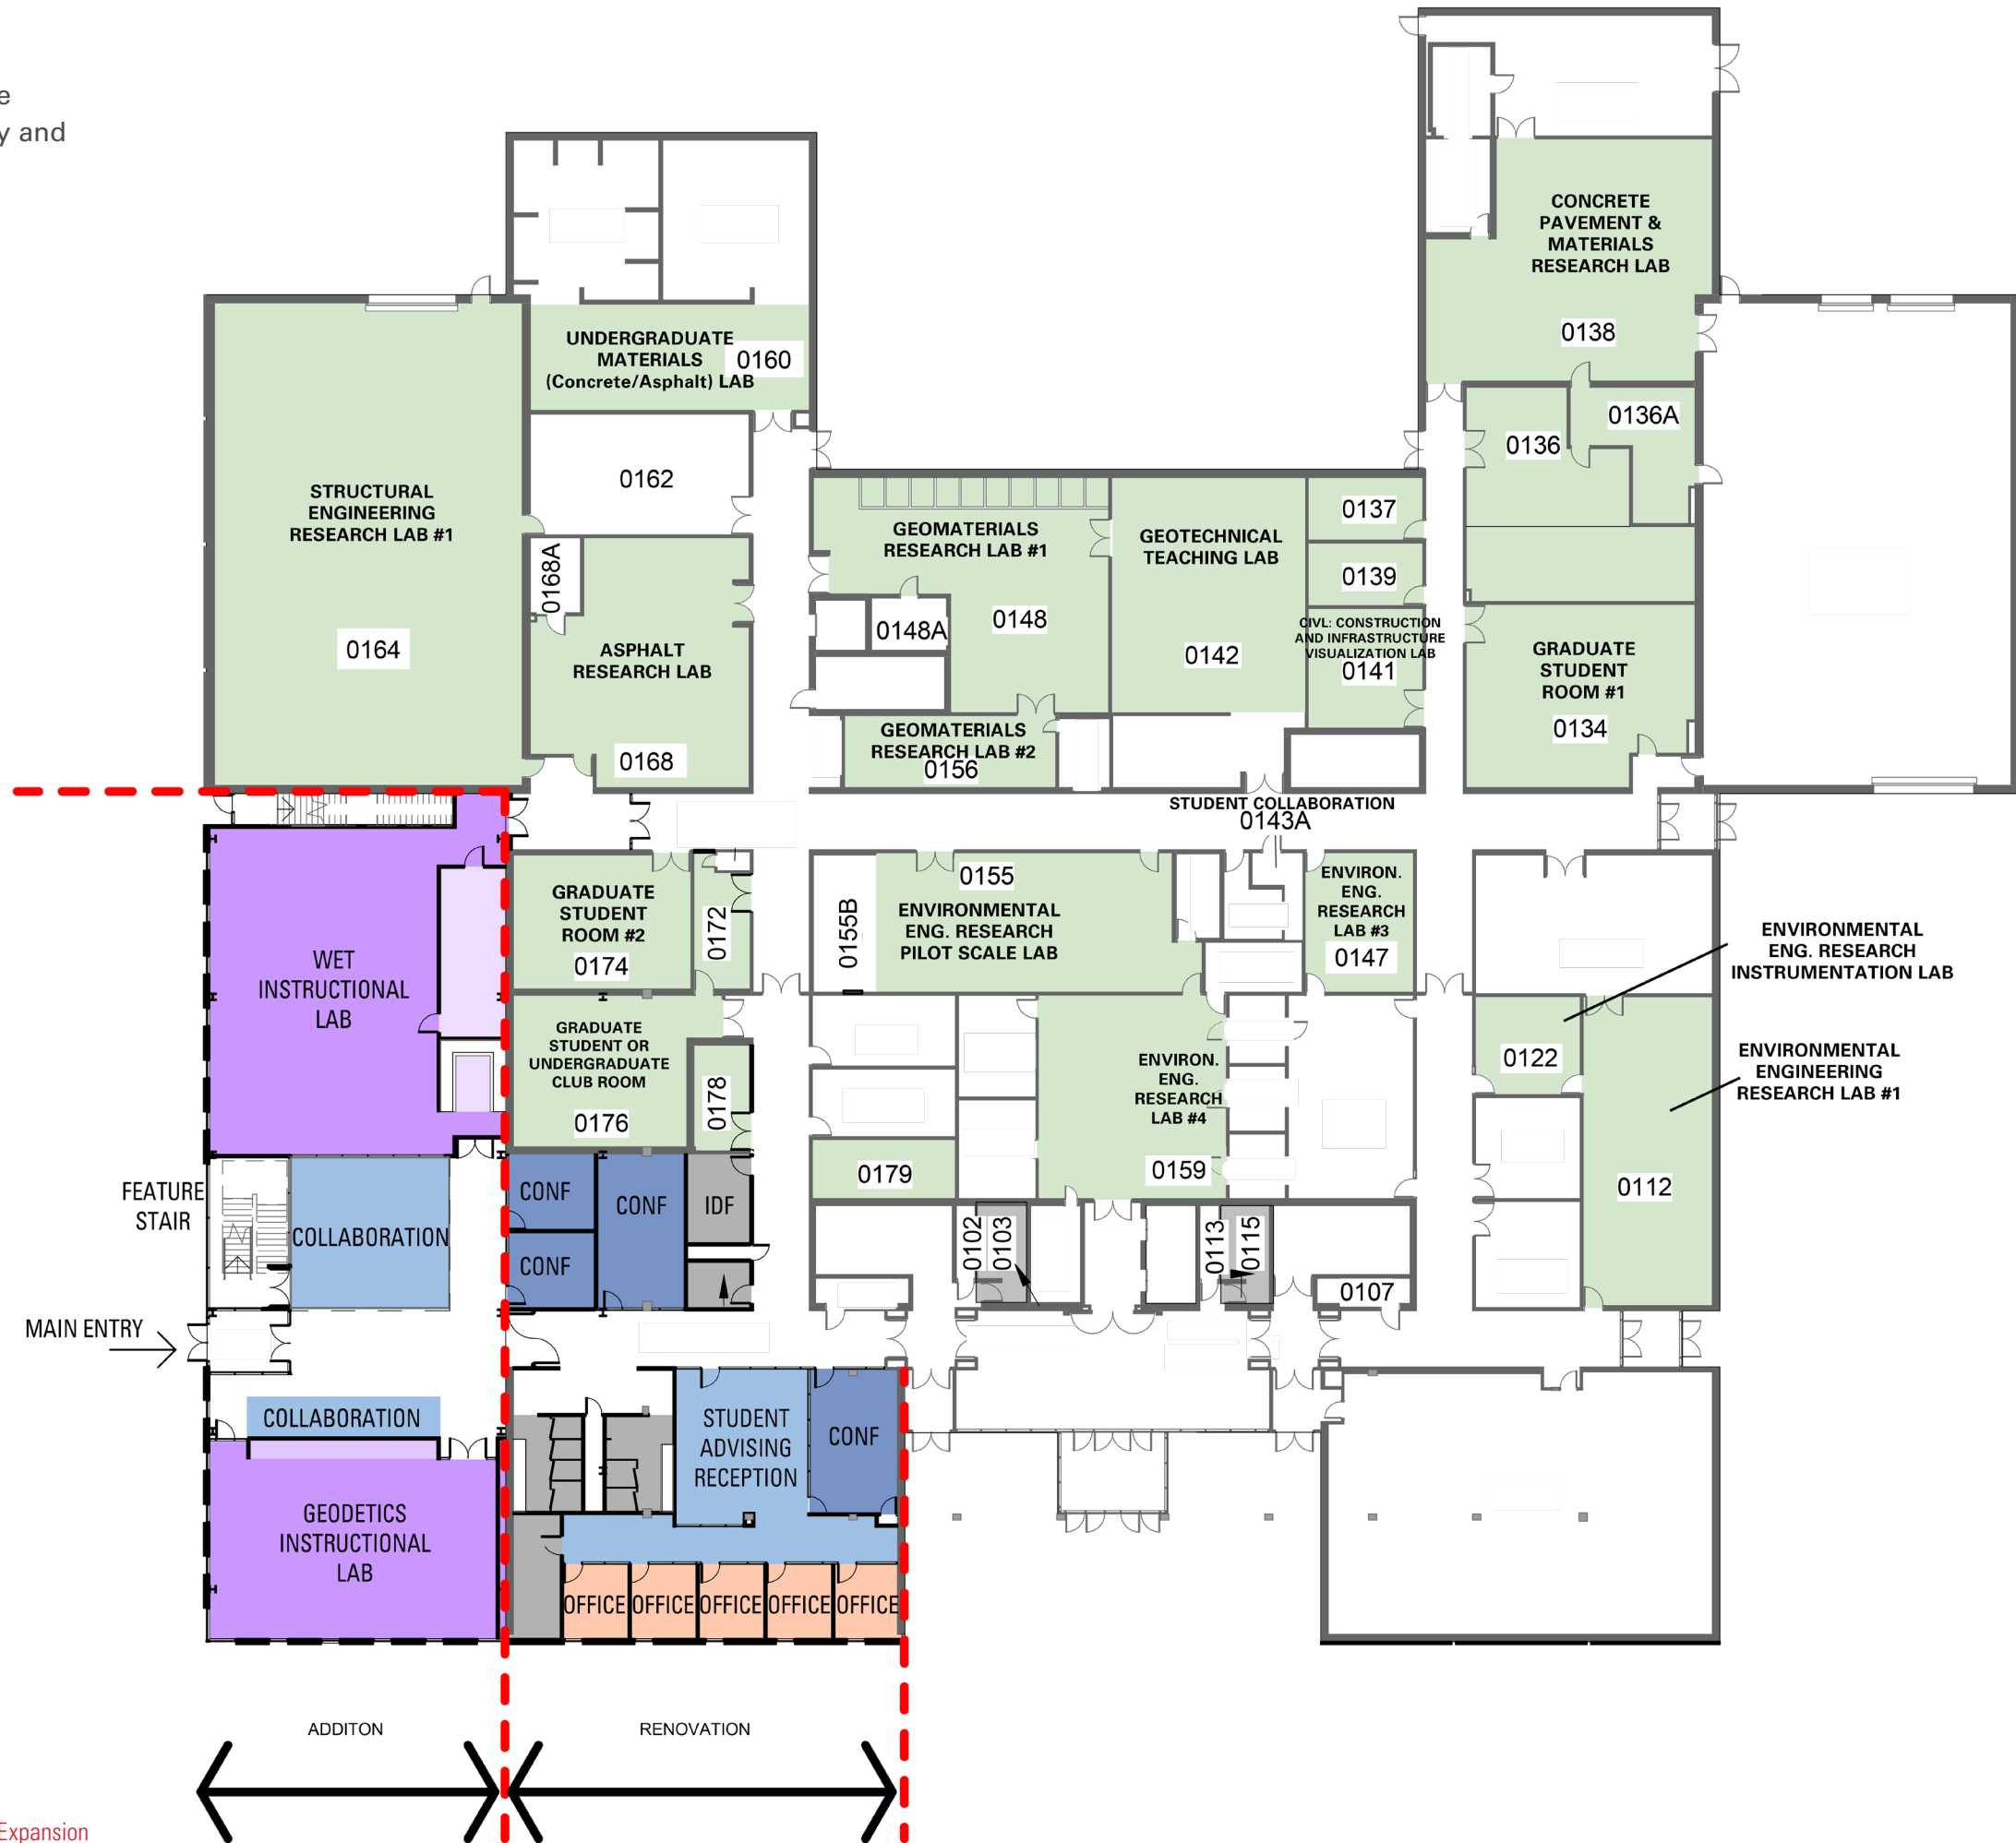 e
y and
CONCRETE
PAVEMENT &
MATERIALS
RESEARCH LAB
0138
UNDERGRADUATE
MATERIALS
(Concrete/Asphalt) LAB
0160
0136A
0136
0162
STRUCTURAL
ENGINEERING
RESEARCH LAB #1
0164
0168A
ASPHALT
RESEARCH LAB
0168
GEOMATERIALS
RESEARCH LAB #1
0148
0148A
GEOTECHNICAL
TEACHING LAB
0142
0137
0139
CIVL: CONSTRUCTION
AND INFRASTRUCTURE
VISUALIZATION LAB
0141
GRADUATE
STUDENT
ROOM #1
0134
GEOMATERIALS
RESEARCH LAB #2
0156
STUDENT COLLABORATION
0143A
WET
INSTRUCTIONAL
LAB
GRADUATE
STUDENT
ROOM #2
0174
0172
0155B
0155
ENVIRONMENTAL
ENG. RESEARCH
PILOT SCALE LAB
ENVIRON.
ENG.
RESEARCH
LAB #3
0147
ENVIRONMENTAL
ENG. RESEARCH
INSTRUMENTATION LAB
GRADUATE
STUDENT OR
UNDERGRADUATE
CLUB ROOM
0176
0178
ENVIRON.
ENG.
RESEARCH
LAB #4
0159
0179
0122
ENVIRONMENTAL
ENGINEERING
RESEARCH LAB #1
0112
FEATURE
STAIR
COLLABORATION
CONF
CONF
CONF
IDF
0102
0103
0113
0115
0107
MAIN ENTRY
COLLABORATION
STUDENT
ADVISING
RECEPTION
CONF
GEODETICS
INSTRUCTIONAL
LAB
OFFICE
OFFICE
OFFICE
OFFICE
OFFICE
ADDITON
RENOVATION
Expansion